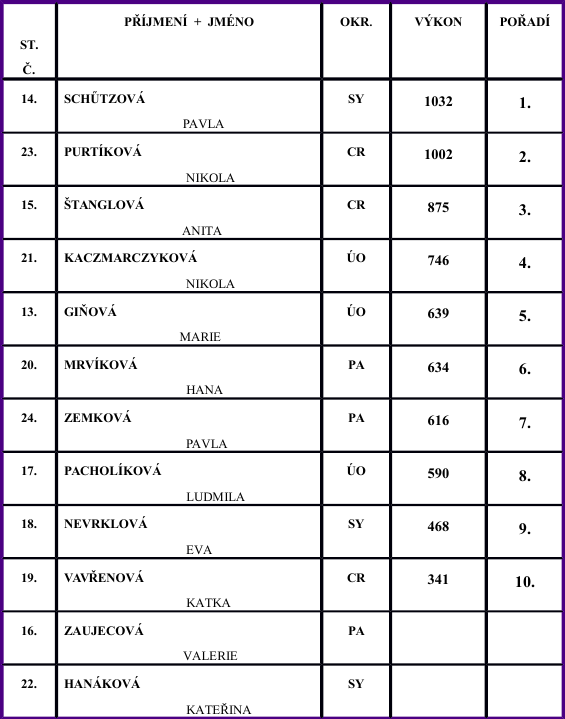 ST.
Č.
PŘÍJMENÍ + JMÉNO OKR. VÝKON POŘADÍ
14. SCHŰTZOVÁ SY 1032 1.
PAVLA
23. PURTÍKOVÁ CR 1002 2.
NIKOLA
15. ŠTANGLOVÁ CR 875 3.
ANITA
21. KACZMARCZYKOVÁ ÚO 746 4.
NIKOLA
13. GIŇOVÁ ÚO 639 5.
MARIE
20. MRVÍKOVÁ PA 634 6.
HANA
24. ZEMKOVÁ PA 616 7.
PAVLA
17. PACHOLÍKOVÁ ÚO 590 8.
LUDMILA
18. NEVRKLOVÁ SY 468 9.
EVA
19. VAVŘENOVÁ CR 341 10.
KATKA
16. ZAUJECOVÁ PA
VALERIE
22. HANÁKOVÁ SY
KATEŘINA